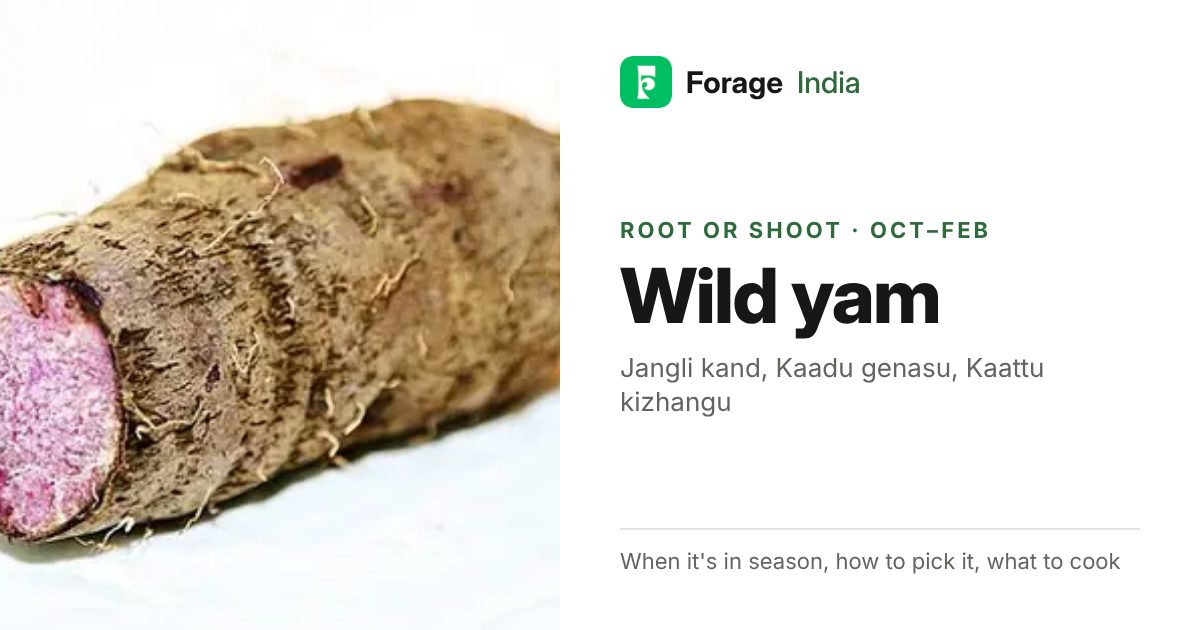 Forage India
ROOT OR SHOOT · OCT–FEB
Wild yam
Jangli kand, Kaadu genasu, Kaattu
kizhangu
When it's in season, how to pick it, what to cook